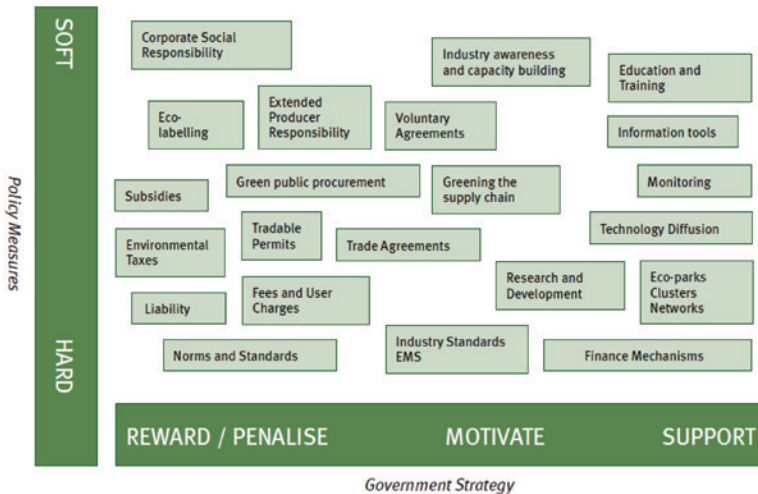 SOFT
HARD
Policy Measures
Corporate Social
Responsibility
Industry awareness
and capacity building
Education and
Training
Eco-
labelling
Extended
Producer
Responsibility
Voluntary
Agreements
Information tools
Subsidies
Green public procurement
Greening the
supply chain
Monitoring
Environmental
Taxes
Tradable
Permits
Trade Agreements
Technology Diffusion
Liability
Fees and User
Charges
Research and
Development
Eco-parks
Clusters
Networks
Norms and Standards
Industry Standards
EMS
Finance Mechanisms
REWARD / PENALISE
MOTIVATE
SUPPORT
Government Strategy